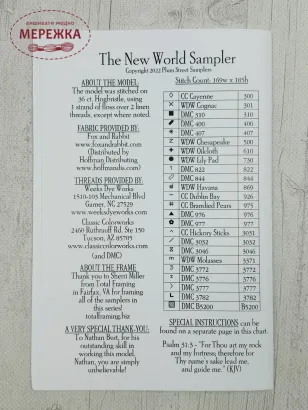 ВИШИВАТИ МОДНО
МЕРЕЖКА
The New World Sampler
Copyright 2022 Plum Street Samplers
ABOUT THE MODEL:
The model was stitched on
36 ct. Hogbristle, using
1 strand of floss over 2 linen
threads, except where noted.
FABRIC PROVIDED BY:
Fox and Rabbit
www.foxandrabbit.com
(Distributed by
Hoffman Distributing
www.hoffmandis.com)
THREADS PROVIDED BY:
Weeks Dye Works
1510-103 Mechanical Blvd
Garner, NC 27529
www.weeksdyeworks.com
Classic Colorworks
2460 Ruthrauff Rd. Ste 150
Tucson, AZ 85705
www.classiccolorworks.com
(and DMC)
ABOUT THE FRAME
Thank you to Sherri Miller
from Total Framing
in Fairfax, VA for framing
all of the samplers in
this series!
totalframing.biz
A VERY SPECIAL THANK-YOU:
To Nathan Bust, for his
outstanding skill in
working this model.
Nathan, you are simply
unbelievable!
Stitch Count: 169w x 185h
CC Cayenne 300
WDW Cognac 301
DMC 310 310
DMC 400 400
DMC 407 407
WDW Chesapeake 500
WDW Oilcloth 610
WDW Lily Pad 730
DMC 822 822
DMC 844 844
WDW Havana 869
CC Dublin Bay 926
CC Brandied Pears 975
DMC 976 976
DMC 977 977
CC Hickory Sticks 3031
DMC 3032 3032
DMC 3046 3046
WDW Molasses 3371
DMC 3772 3772
DMC 3776 3776
DMC 3777 3777
DMC 3782 3782
DMC B5200 B5200
SPECIAL INSTRUCTIONS can be
found on a separate page in this chart.
Psalm 31:3 - "For Thou art my rock
and my fortress; therefore for
Thy name's sake lead me,
and guide me." (KJV)